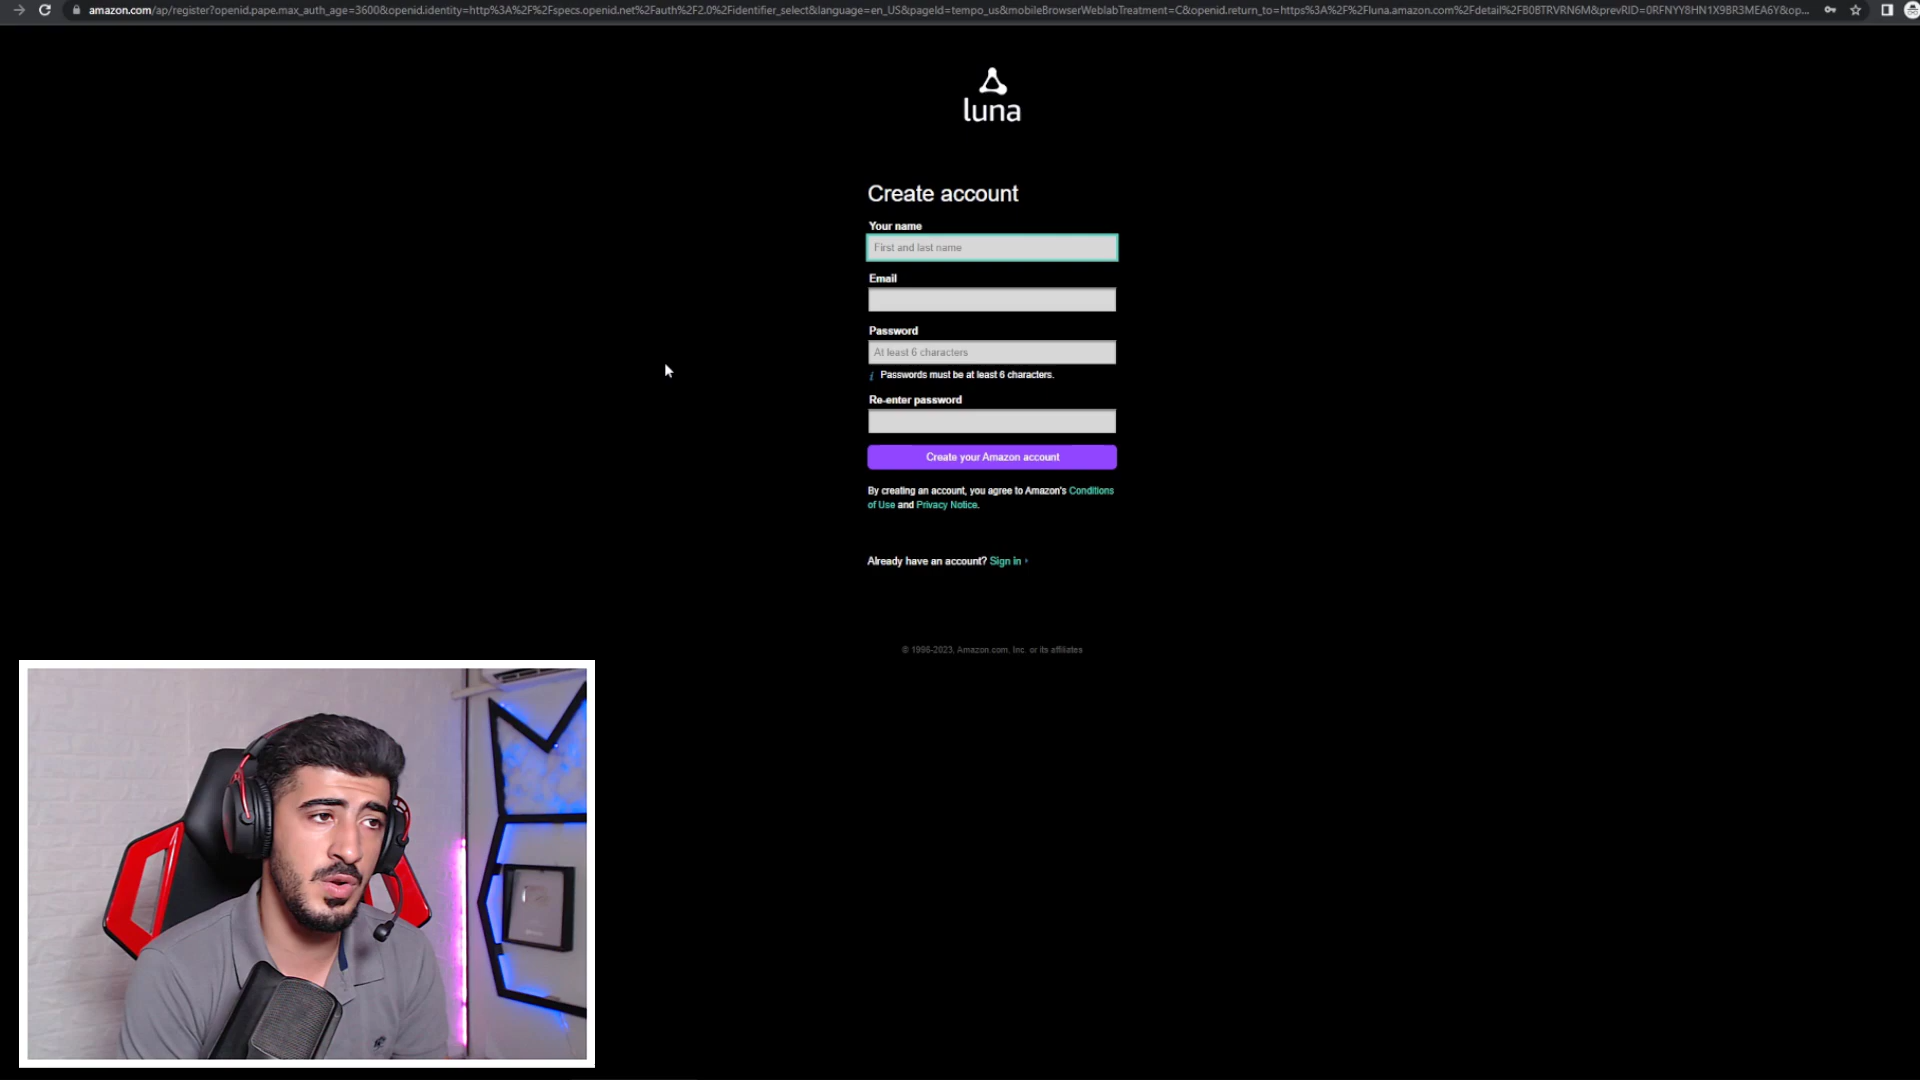 amazon.com/ap/register?openid.pape.max_auth_age=3600&openid.identity=http%3A%2F%2Fspecs.openid.net%2Fauth%2F2.0%2Fidentifier_select&language=en_US&pageId=tempo_us&mobileBrowserWeblabTreatment=C&openid.return_to=https%3A%2F%2Fluna.amazon.com%2Fdetail%2FB0BTRVRN6M&prevRID=0RFNYY8HN1X9BR3MEA6Y&op...
luna
Create account
Your name
First and last name
Email
Password
At least 6 characters
i Passwords must be at least 6 characters.
Re-enter password
Create your Amazon account
By creating an account, you agree to Amazon's Conditions
of Use and Privacy Notice.
Already have an account? Sign in
© 1996-2023, Amazon.com, Inc. or its affiliates